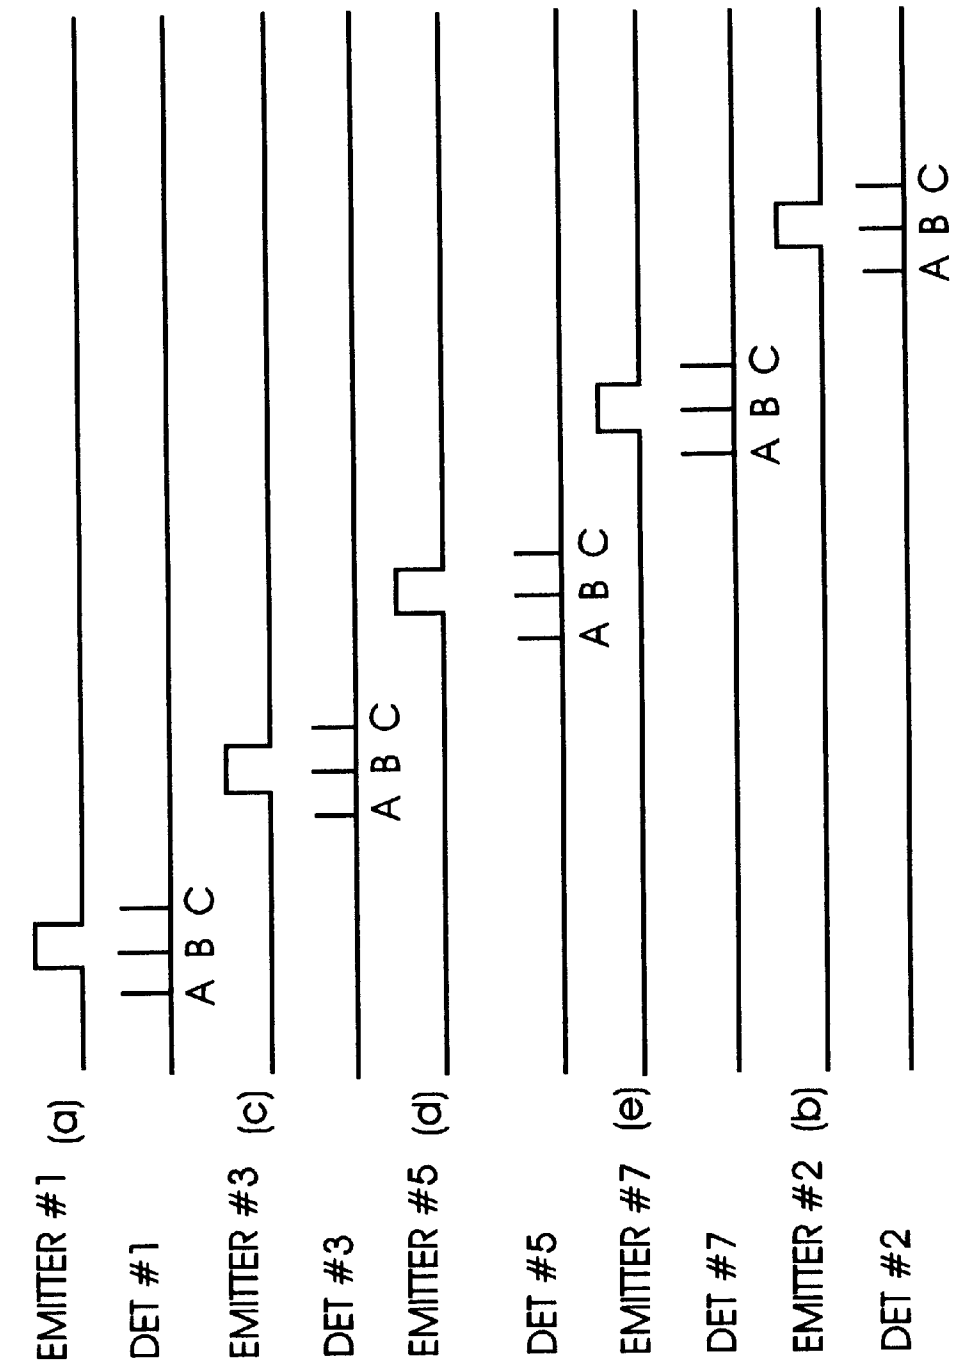 EMITTER #1 (a)
DET #1
A B C
EMITTER #3 (c)
DET #3
A B C
EMITTER #5 (d)
DET #5
A B C
EMITTER #7 (e)
DET #7
A B C
EMITTER #2 (b)
DET #2
A B C